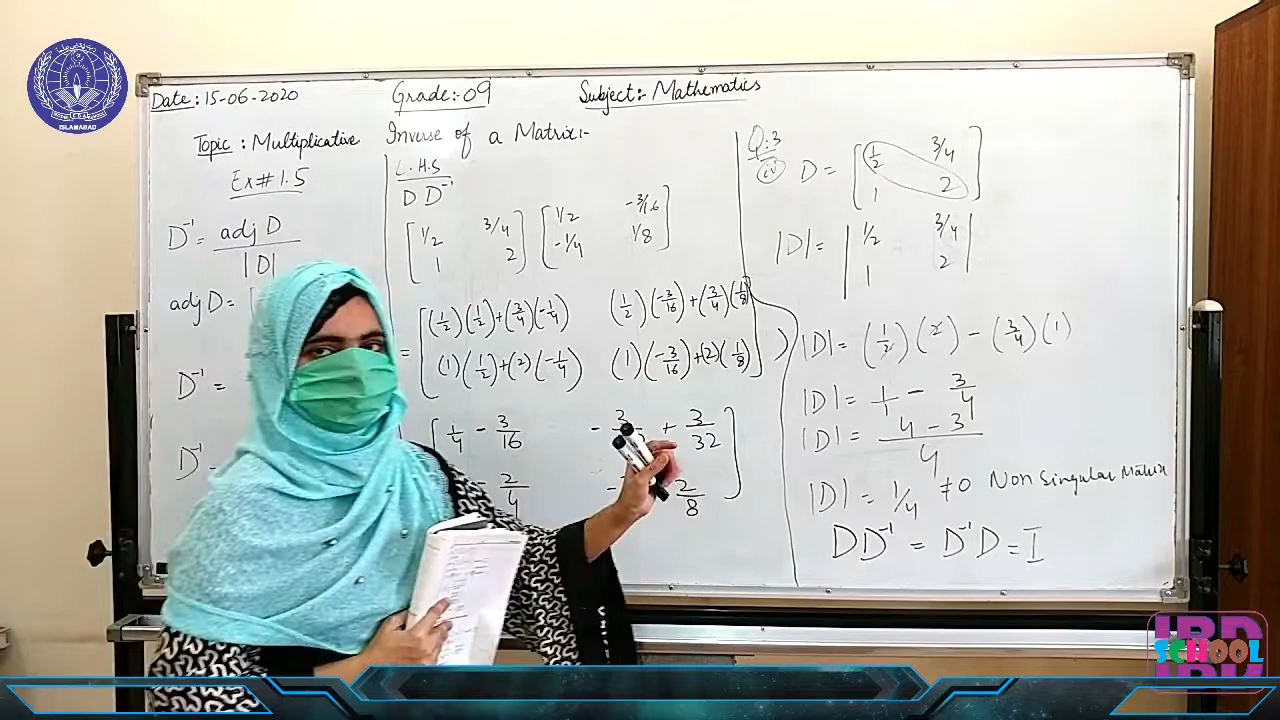 ISLAMABAD
Date: 15-06-2020 Grade:-09 Subject:- Mathematics
Topic: Multiplicative Inverse of a Matrix:-
Ex#1.5
D⁻¹ = adj D
|D|
adj D = [
D⁻¹ =
D⁻¹
L.H.S
D D⁻¹
[ 1/2 3/4 ] [ 1/2 -3/16 ]
[ 1 2 ] [ -1/4 1/8 ]
= [ (1/2)(1/2)+(3/4)(-1/4) (1/2)(-3/16)+(3/4)(1/8) ]
[ (1)(1/2)+(2)(-1/4) (1)(-3/16)+(2)(1/8) ]
[ 1/4 - 3/16 - 3 + 3/32 ]
- 2/4 - 2/8 ]
Q:3
(iv) D = [ 1/2 3/4 ]
[ 1 2 ]
|D| = | 1/2 3/4 |
| 1 2 |
|D| = (1/2)(2) - (3/4)(1)
|D| = 1/1 - 3/4
|D| = 4 - 3
4
|D| = 1/4 ≠0 Non Singular Matrix
DD⁻¹ = D⁻¹D = I
SCHOOL